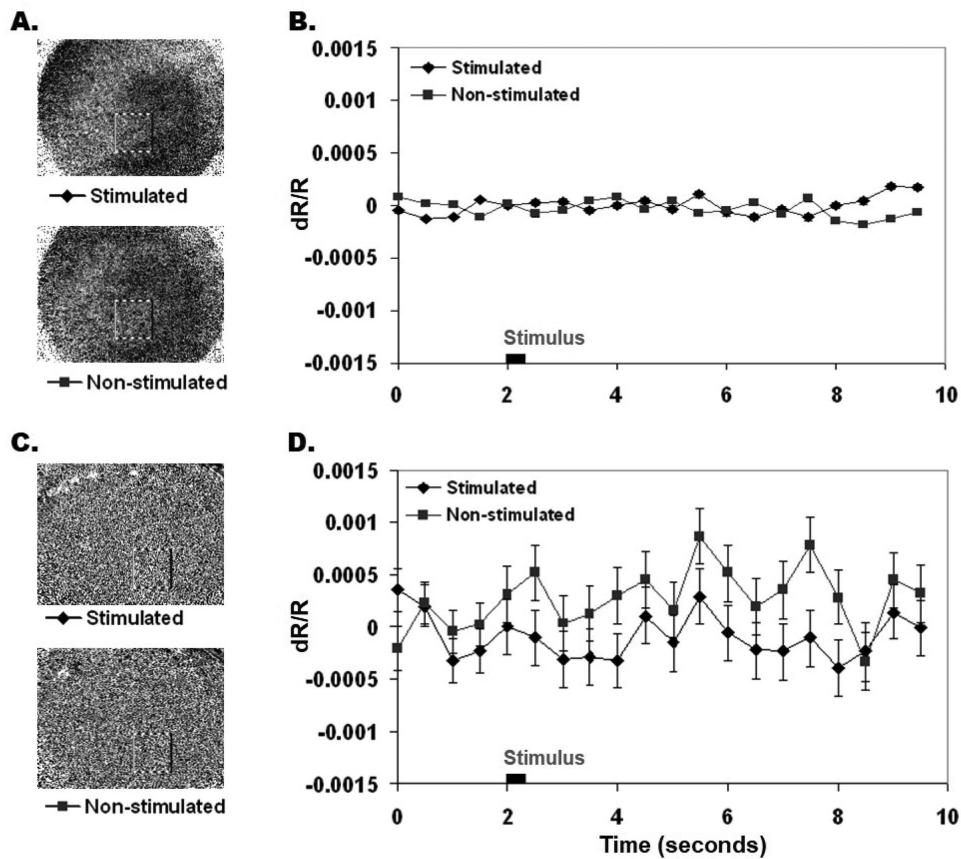 A.
Stimulated
Non-stimulated
B.
0.0015
0.001
0.0005
0
-0.0005
-0.001
-0.0015
dR/R
Stimulated
Non-stimulated
Stimulus
0 2 4 6 8 10
C.
Stimulated
Non-stimulated
D.
0.0015
0.001
0.0005
0
-0.0005
-0.001
-0.0015
dR/R
Stimulated
Non-stimulated
Stimulus
0 2 4 6 8 10
Time (seconds)